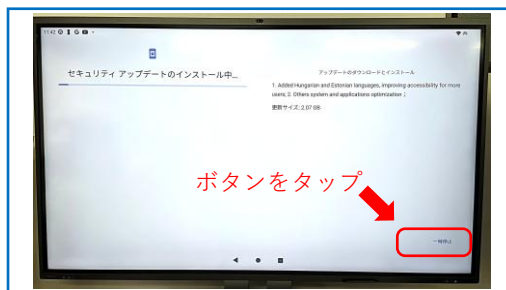 11:42
セキュリティ アップデートのインストール中...
アップデートのダウンロードとインストール
1. Added Hungarian and Estonian languages, improving accessibility for more
users; 2. Others system and applications optimization ;
更新サイズ: 2.07 GB
ボタンをタップ
一時停止